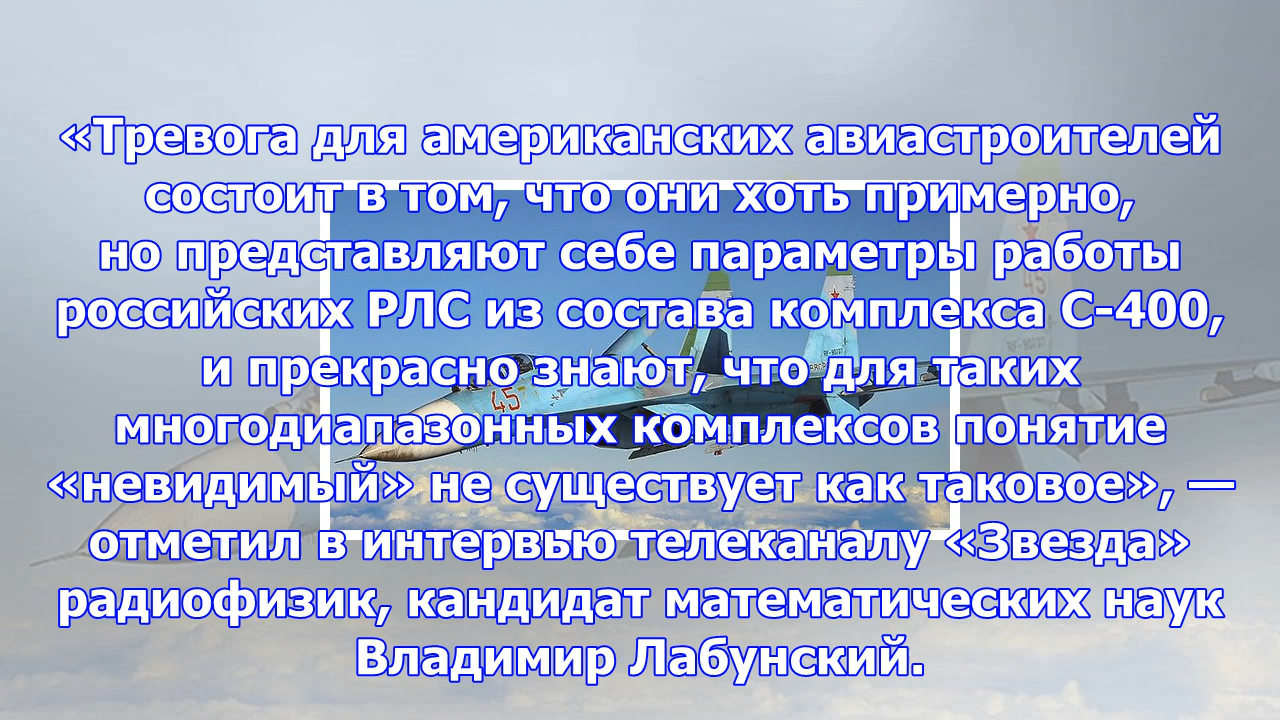 «Тревога для американских авиастроителей
состоит в том, что они хоть примерно,
но представляют себе параметры работы
российских РЛС из состава комплекса С-400,
и прекрасно знают, что для таких
многодиапазонных комплексов понятие
«невидимый» не существует как таковое», —
отметил в интервью телеканалу «Звезда»
радиофизик, кандидат математических наук
Владимир Лабунский.
45